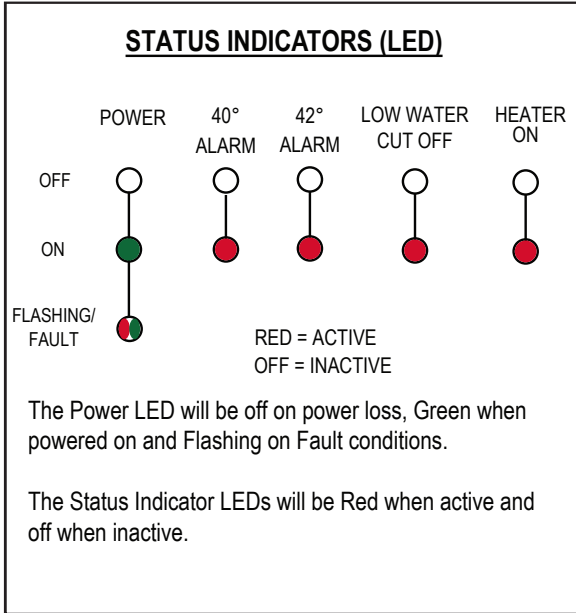 STATUS INDICATORS (LED)
POWER 40° ALARM 42° ALARM LOW WATER CUT OFF HEATER ON
OFF
ON
FLASHING/
FAULT
RED = ACTIVE
OFF = INACTIVE
The Power LED will be off on power loss, Green when
powered on and Flashing on Fault conditions.
The Status Indicator LEDs will be Red when active and
off when inactive.